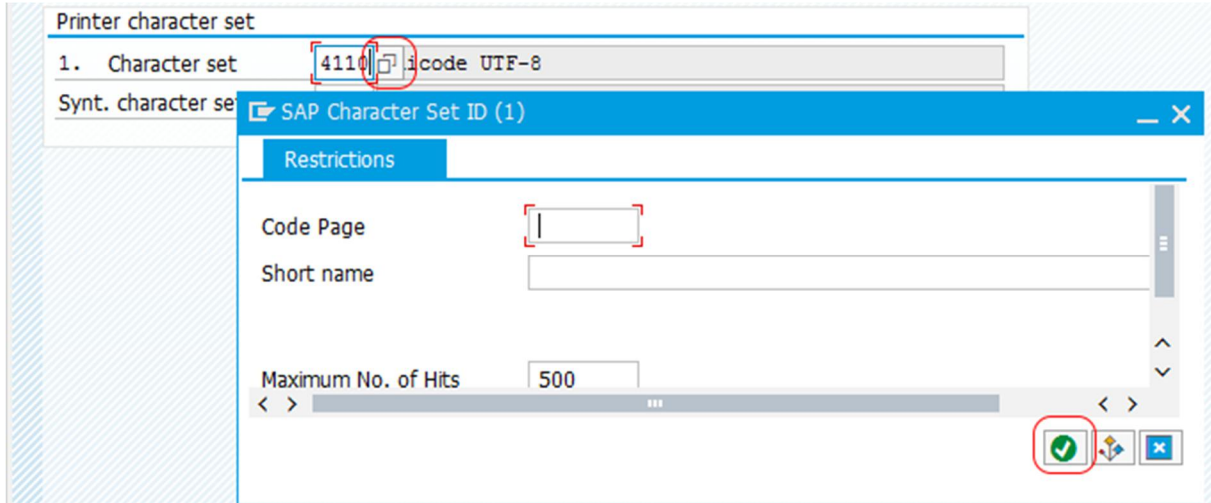 Printer character set
1. Character set 4110 icode UTF-8
Synt. character se
SAP Character Set ID (1)
Restrictions
Code Page
Short name
Maximum No. of Hits 500